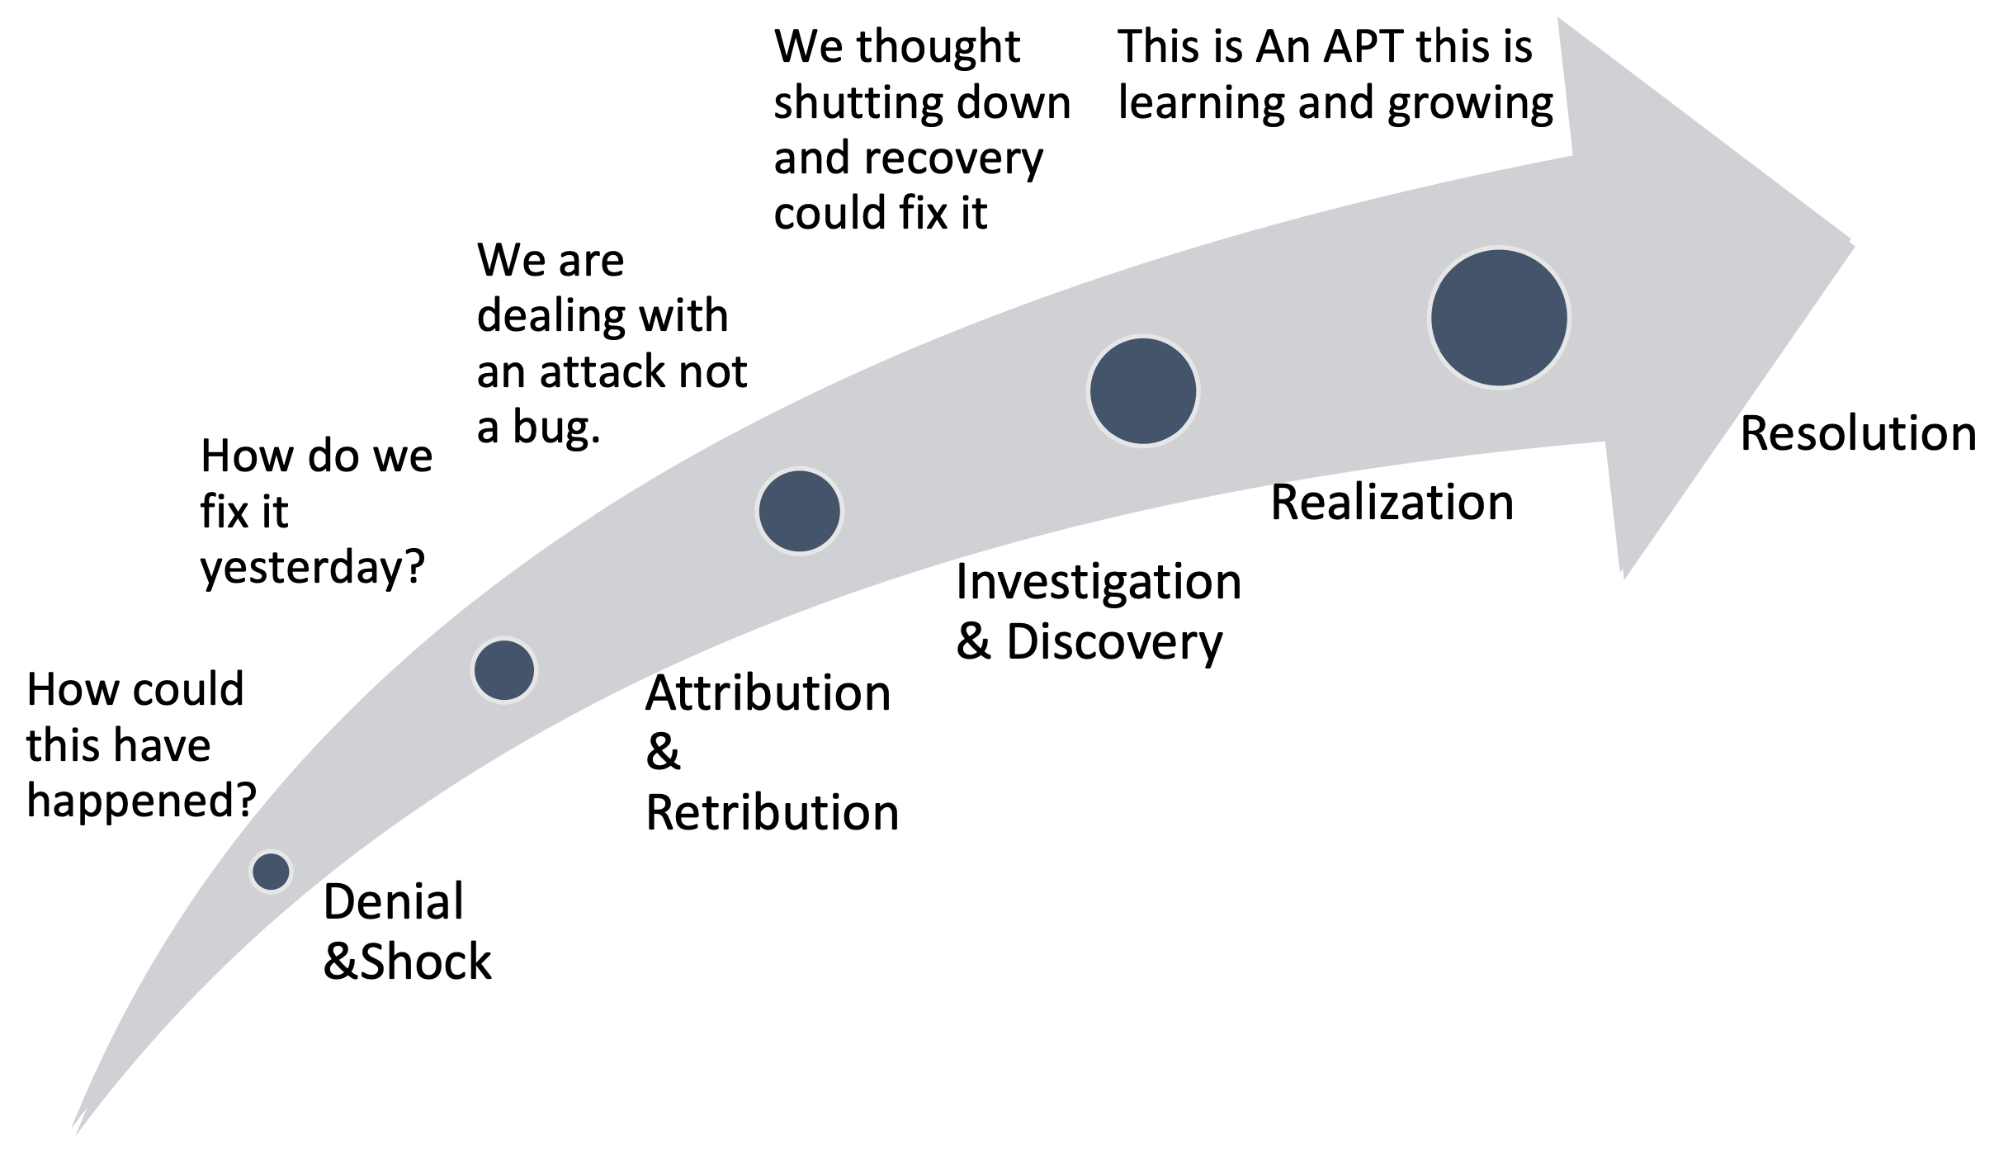 How could
this have
happened?
Denial
&Shock
How do we
fix it
yesterday?
Attribution
&
Retribution
We are
dealing with
an attack not
a bug.
Investigation
& Discovery
We thought
shutting down
and recovery
could fix it
Realization
This is An APT this is
learning and growing
Resolution